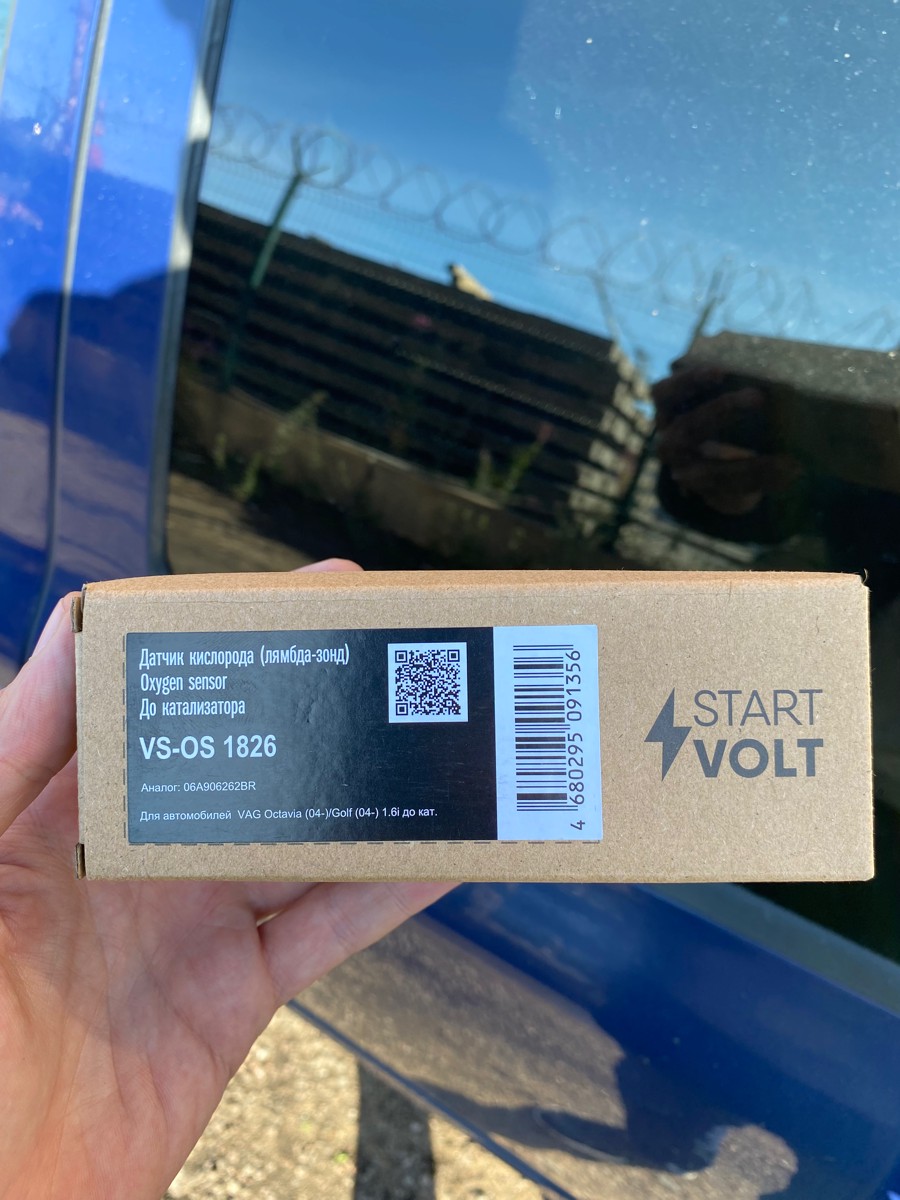 Датчик кислорода (лямбда-зонд)
Oxygen sensor
До катализатора
VS-OS 1826
Аналог: 06A906262BR
Для автомобилей VAG Octavia (04-)/Golf (04-) 1.6i до кат.
4 680295 091356
START
VOLT